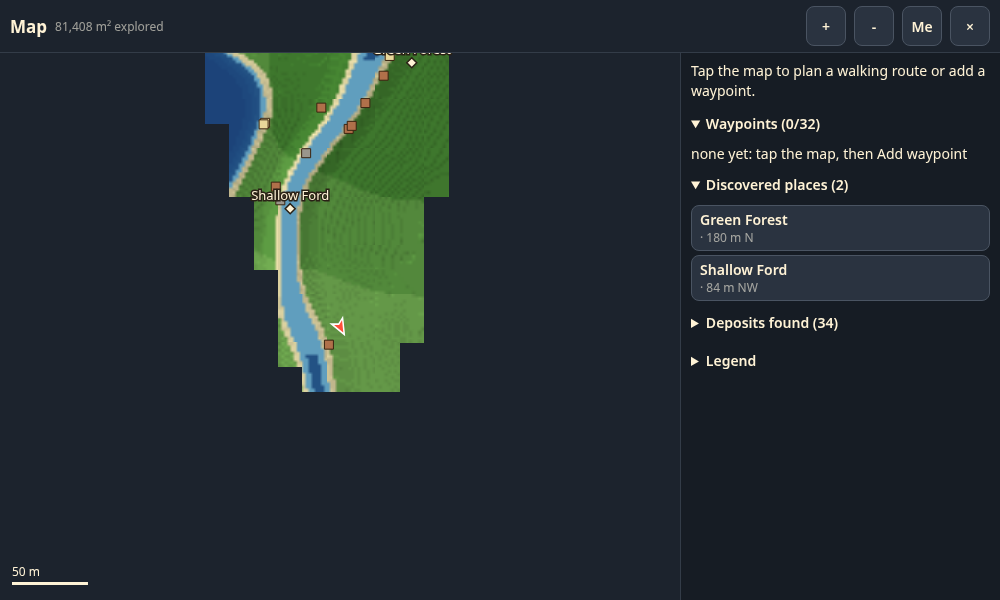 Map 81,408 m² explored
+ - Me ×
Green Forest
Shallow Ford
50 m
Tap the map to plan a walking route or add a
waypoint.
▼ Waypoints (0/32)
none yet: tap the map, then Add waypoint
▼ Discovered places (2)
Green Forest
· 180 m N
Shallow Ford
· 84 m NW
▶ Deposits found (34)
▶ Legend